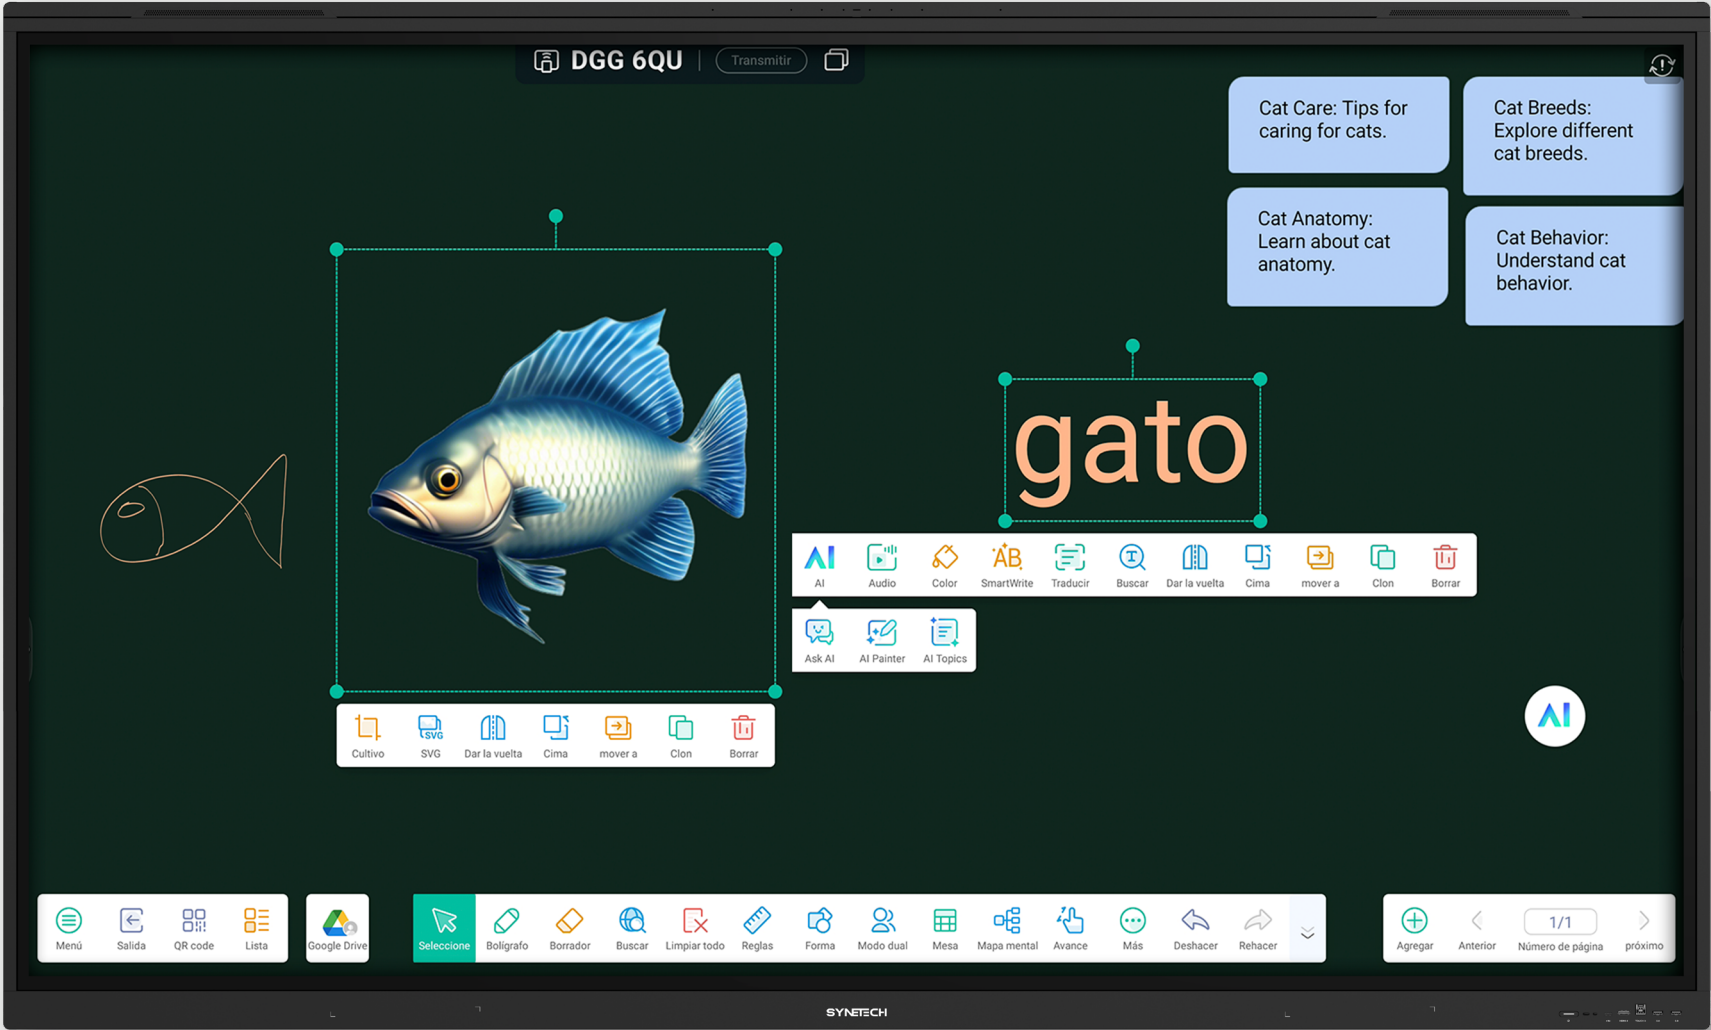 DGG 6QU
Transmitir
Cat Care: Tips for
caring for cats.
Cat Breeds:
Explore different
cat breeds.
Cat Anatomy:
Learn about cat
anatomy.
Cat Behavior:
Understand cat
behavior.
gato
AI
AI
Audio
Color
SmartWrite
Traducir
Buscar
Dar la vuelta
Cima
mover a
Clon
Borrar
Ask AI
AI Painter
AI Topics
Cultivo
SVG
SVG
Dar la vuelta
Cima
mover a
Clon
Borrar
AI
Menú
Salida
QR code
Lista
Google Drive
Seleccione
Bolígrafo
Borrador
Buscar
Limpiar todo
Reglas
Forma
Modo dual
Mesa
Mapa mental
Avance
Más
Deshacer
Rehacer
Agregar
Anterior
1/1
Número de página
próximo
SYNETECH